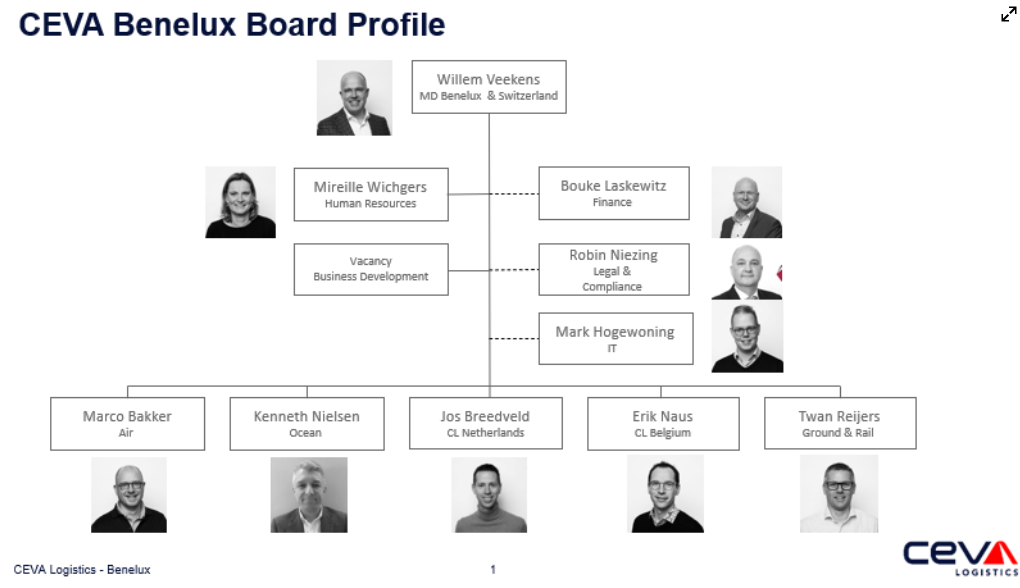 CEVA Benelux Board Profile
Willem Veekens
MD Benelux & Switzerland
Mireille Wichgers
Human Resources
Bouke Laskewitz
Finance
Vacancy
Business Development
Robin Niezing
Legal &
Compliance
Mark Hogewoning
IT
Marco Bakker
Air
Kenneth Nielsen
Ocean
Jos Breedveld
CL Netherlands
Erik Naus
CL Belgium
Twan Reijers
Ground & Rail
CEVA Logistics - Benelux
1
CEVA
LOGISTICS